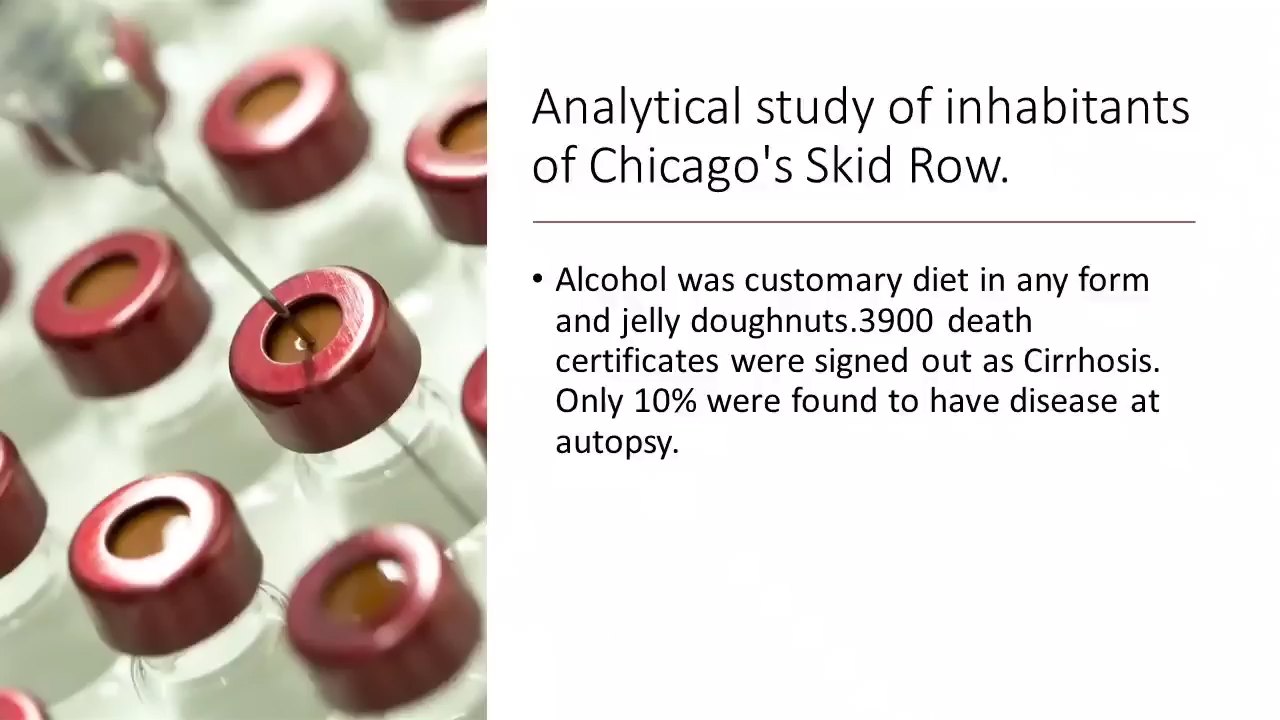 Analytical study of inhabitants
of Chicago's Skid Row.
• Alcohol was customary diet in any form
and jelly doughnuts.3900 death
certificates were signed out as Cirrhosis.
Only 10% were found to have disease at
autopsy.